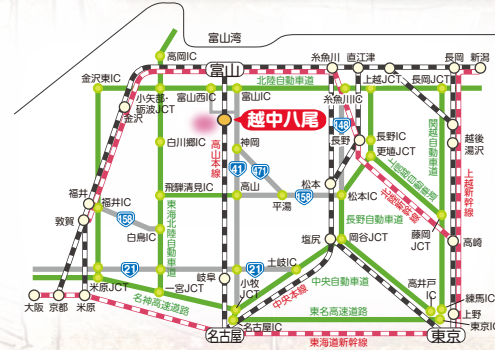 富山湾
高岡IC
富山
糸魚川
直江津
長岡
新潟
金沢東IC
小矢部・
砺波JCT
富山西IC
富山IC
北陸自動車道
糸魚川IC
上越JCT
長岡JCT
金沢
越中八尾
148
関越自動車道
越後
湯沢
白川郷IC
高山本線
神岡
長野
長野IC
更埴JCT
上信越自動車道
上越新幹線
41
471
北陸新幹線
飛騨清見IC
高山
平湯
158
松本
松本IC
福井
福井IC
敦賀
158
白鳥IC
東海北陸自動車道
長野自動車道
藤岡
JCT
高崎
塩尻
岡谷JCT
21
21
土岐IC
岐阜
小牧
JCT
中央自動車道
高井戸
IC
大阪
京都
米原
米原JCT
一宮JCT
名神高速道路
中央本線
東名高速道路
練馬IC
上野
名古屋
名古屋IC
東海道新幹線
東京
東京IC